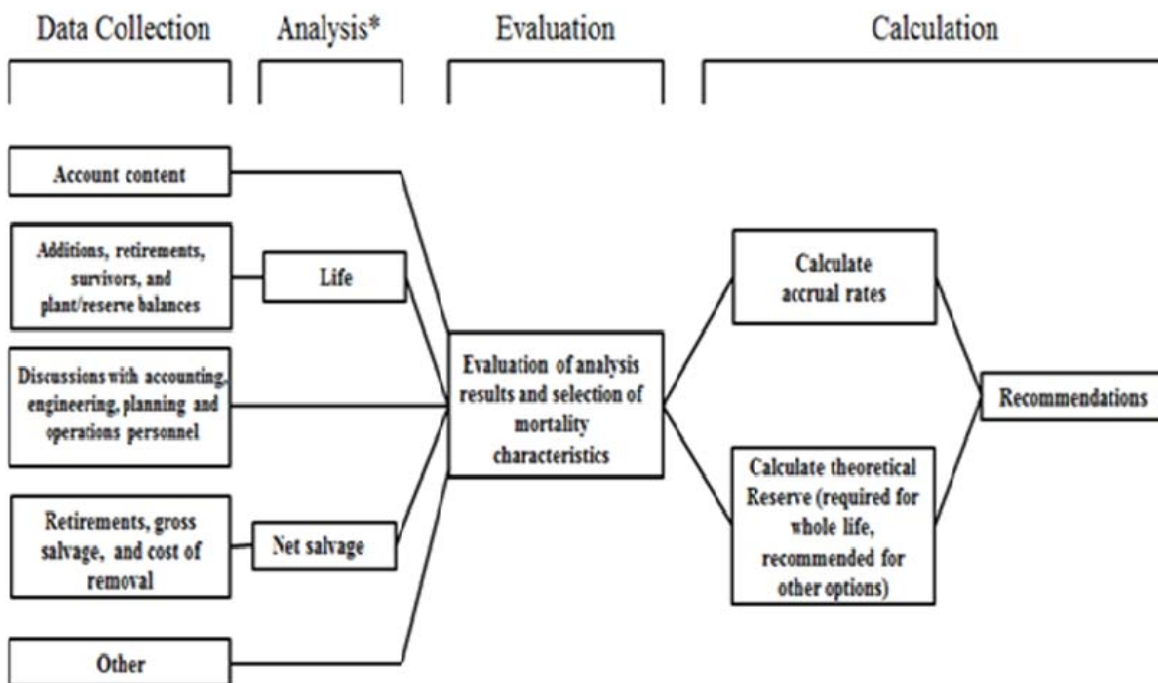 Data Collection
Analysis*
Evaluation
Calculation
Account content
Additions, retirements,
survivors, and
plant/reserve balances
Life
Discussions with accounting,
engineering, planning and
operations personnel
Retirements, gross
salvage, and cost of
removal
Net salvage
Other
Evaluation of analysis
results and selection of
mortality
characteristics
Calculate
accrual rates
Calculate theoretical
Reserve (required for
whole life,
recommended for
other options)
Recommendations